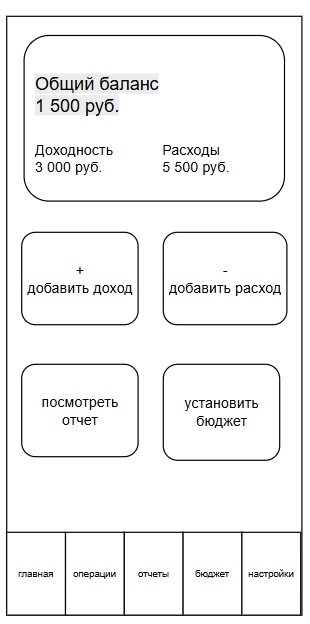 Общий баланс
1 500 руб.
Доходность Расходы
3 000 руб. 5 500 руб.
+ -
добавить доход добавить расход
посмотреть установить
отчет бюджет
главная операции отчеты бюджет настройки